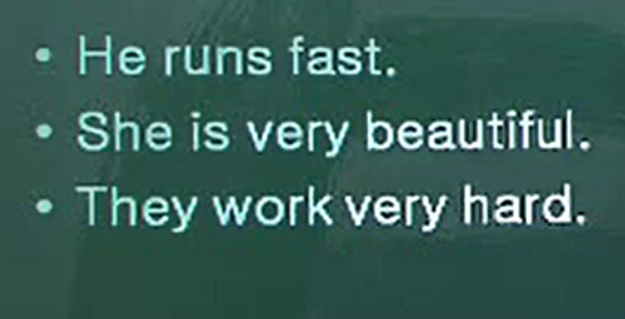 • He runs fast.
• She is very beautiful.
• They work very hard.